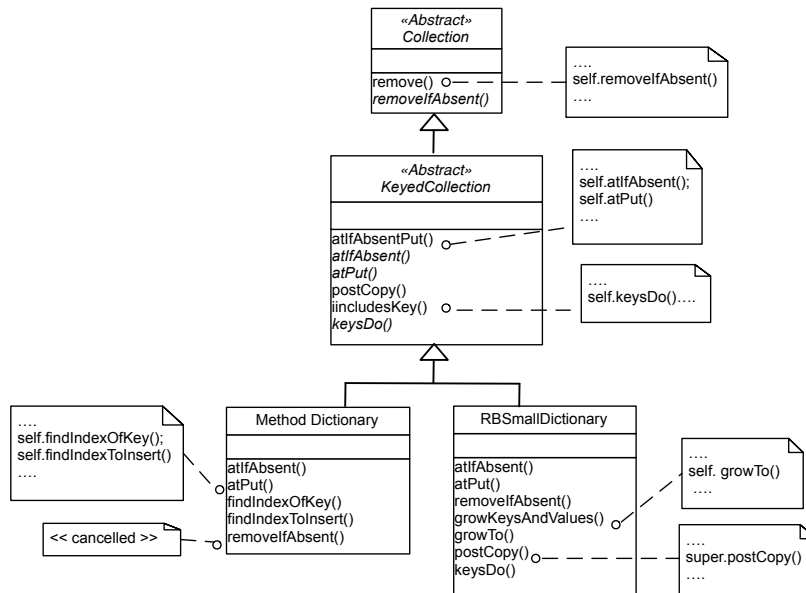 «Abstract»
Collection
remove()
removeIfAbsent()
....
self.removeIfAbsent()
....
«Abstract»
KeyedCollection
atIfAbsentPut()
atIfAbsent()
atPut()
postCopy()
iincludesKey()
keysDo()
....
self.atIfAbsent();
self.atPut()
....
....
self.keysDo()....
Method Dictionary
atIfAbsent()
atPut()
findIndexOfKey()
findIndexToInsert()
removeIfAbsent()
....
self.findIndexOfKey();
self.findIndexToInsert()
....
<< cancelled >>
RBSmallDictionary
atIfAbsent()
atPut()
removeIfAbsent()
growKeysAndValues()
growTo()
postCopy()
keysDo()
....
self. growTo()
....
....
super.postCopy()
....